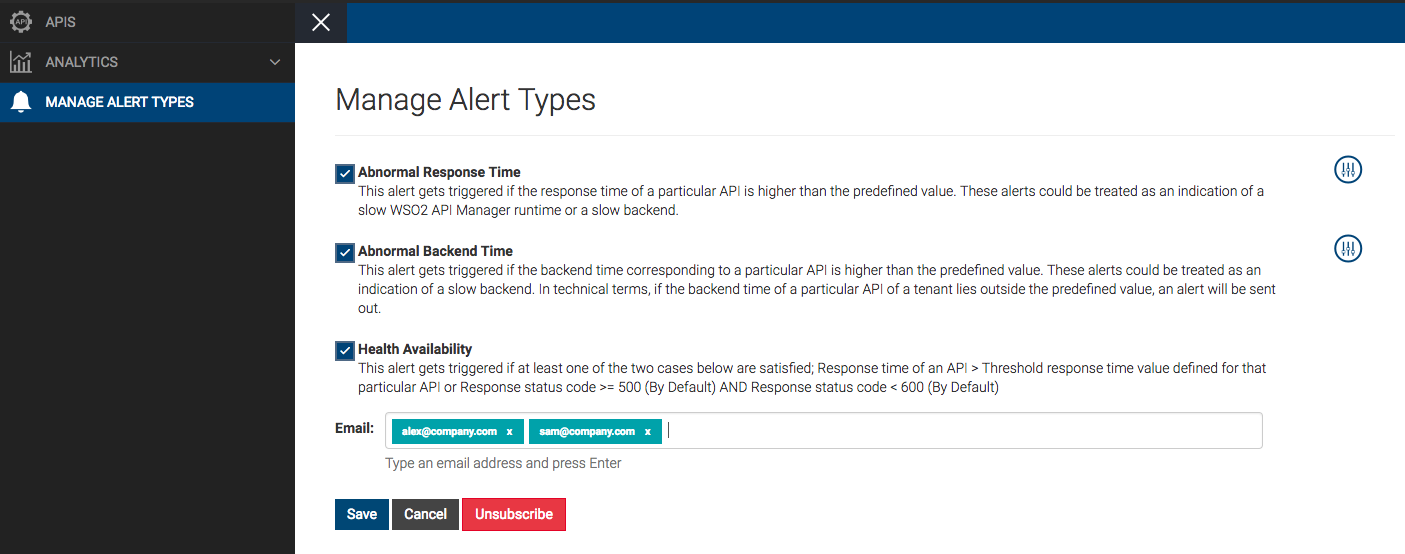 API
APIS
ANALYTICS
MANAGE ALERT TYPES
Manage Alert Types
Abnormal Response Time
This alert gets triggered if the response time of a particular API is higher than the predefined value. These alerts could be treated as an indication of a
slow WSO2 API Manager runtime or a slow backend.
Abnormal Backend Time
This alert gets triggered if the backend time corresponding to a particular API is higher than the predefined value. These alerts could be treated as an
indication of a slow backend. In technical terms, if the backend time of a particular API of a tenant lies outside the predefined value, an alert will be sent
out.
Health Availability
This alert gets triggered if at least one of the two cases below are satisfied; Response time of an API > Threshold response time value defined for that
particular API or Response status code >= 500 (By Default) AND Response status code < 600 (By Default)
Email: alex@company.com x sam@company.com x
Type an email address and press Enter
Save Cancel Unsubscribe